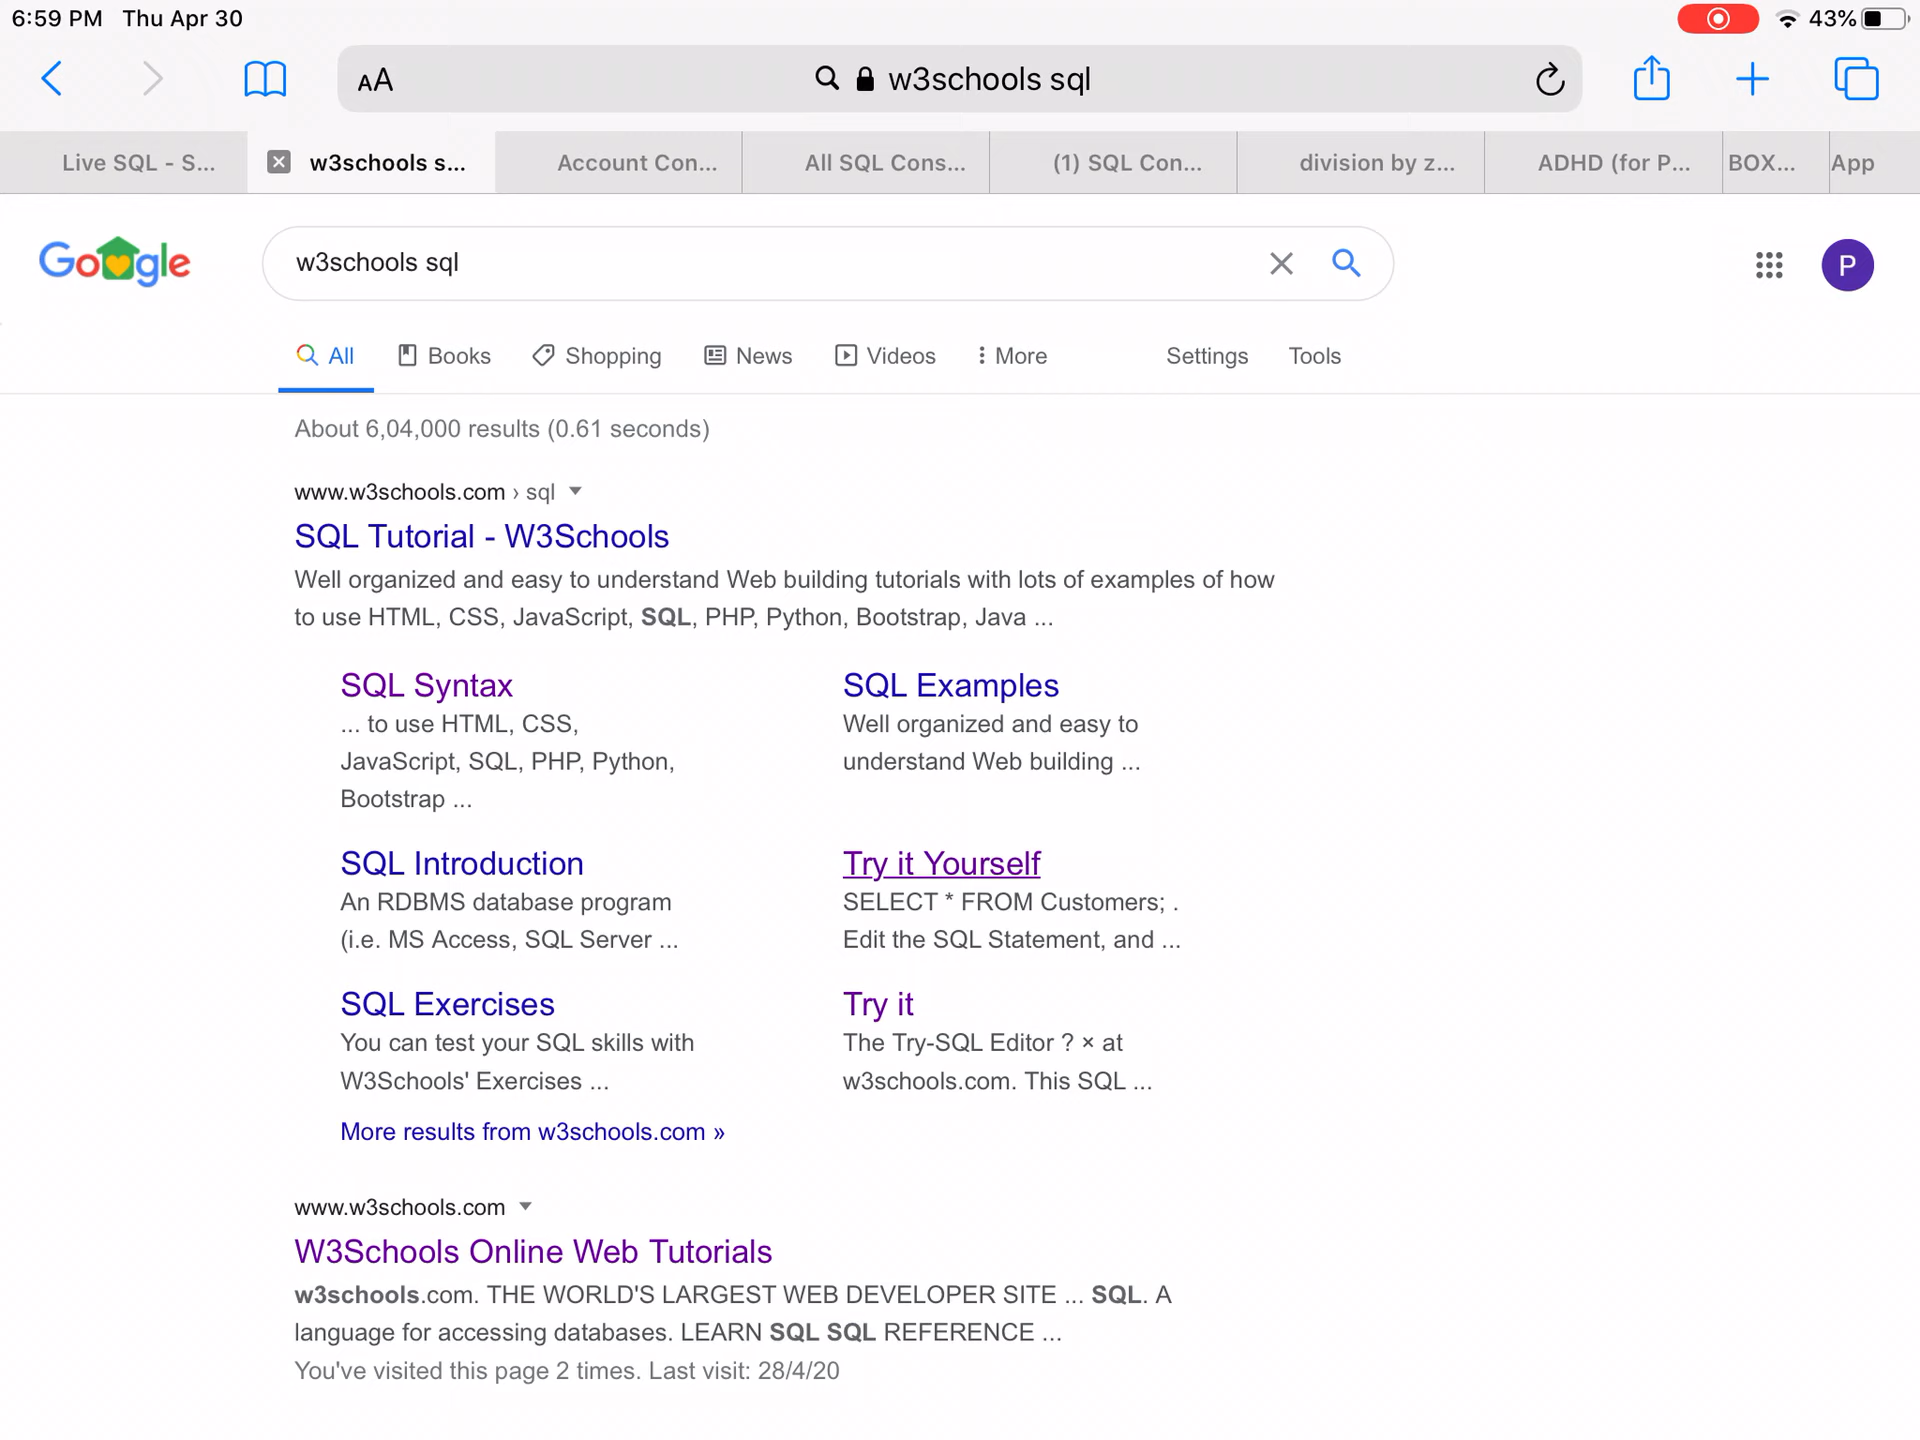 6:59 PM Thu Apr 30
43%
AA
w3schools sql
Live SQL - S...
w3schools s...
Account Con...
All SQL Cons...
(1) SQL Con...
division by z...
ADHD (for P...
BOX...
App
Google
w3schools sql
P
All
Books
Shopping
News
Videos
More
Settings
Tools
About 6,04,000 results (0.61 seconds)
www.w3schools.com › sql
SQL Tutorial - W3Schools
Well organized and easy to understand Web building tutorials with lots of examples of how
to use HTML, CSS, JavaScript, SQL, PHP, Python, Bootstrap, Java ...
SQL Syntax
... to use HTML, CSS,
JavaScript, SQL, PHP, Python,
Bootstrap ...
SQL Examples
Well organized and easy to
understand Web building ...
SQL Introduction
An RDBMS database program
(i.e. MS Access, SQL Server ...
Try it Yourself
SELECT * FROM Customers; .
Edit the SQL Statement, and ...
SQL Exercises
You can test your SQL skills with
W3Schools' Exercises ...
Try it
The Try-SQL Editor ? × at
w3schools.com. This SQL ...
More results from w3schools.com »
www.w3schools.com
W3Schools Online Web Tutorials
w3schools.com. THE WORLD'S LARGEST WEB DEVELOPER SITE ... SQL. A
language for accessing databases. LEARN SQL SQL REFERENCE ...
You've visited this page 2 times. Last visit: 28/4/20